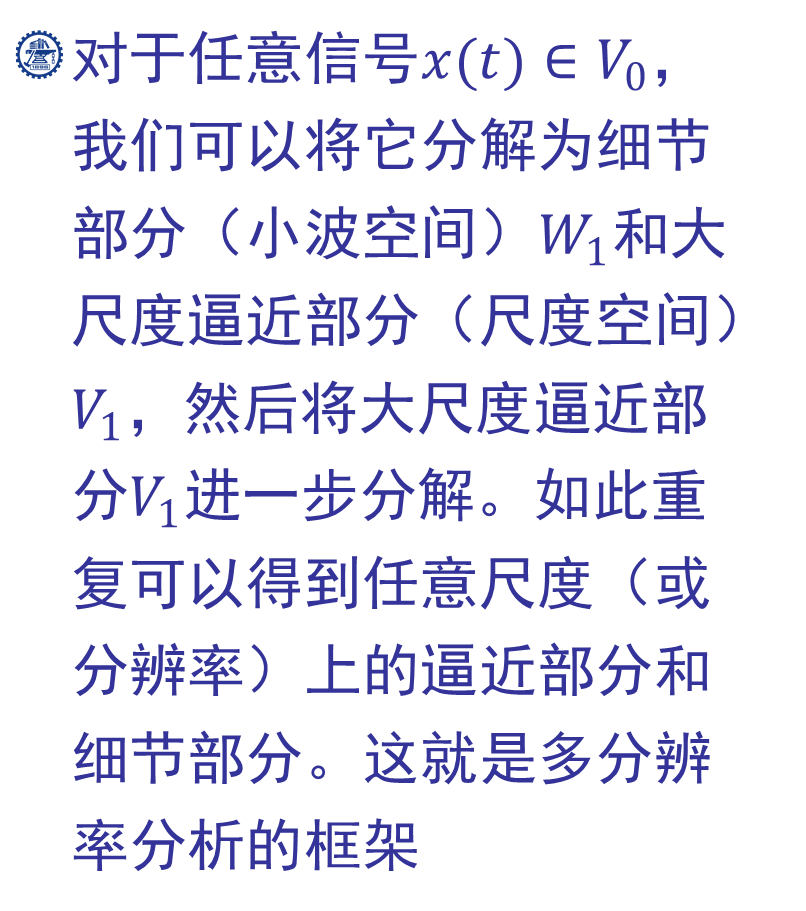 对于任意信号x(t) ∈ V₀，
我们可以将它分解为细节
部分（小波空间）W₁和大
尺度逼近部分（尺度空间）
V₁，然后将大尺度逼近部
分V₁进一步分解。如此重
复可以得到任意尺度（或
分辨率）上的逼近部分和
细节部分。这就是多分辨
率分析的框架